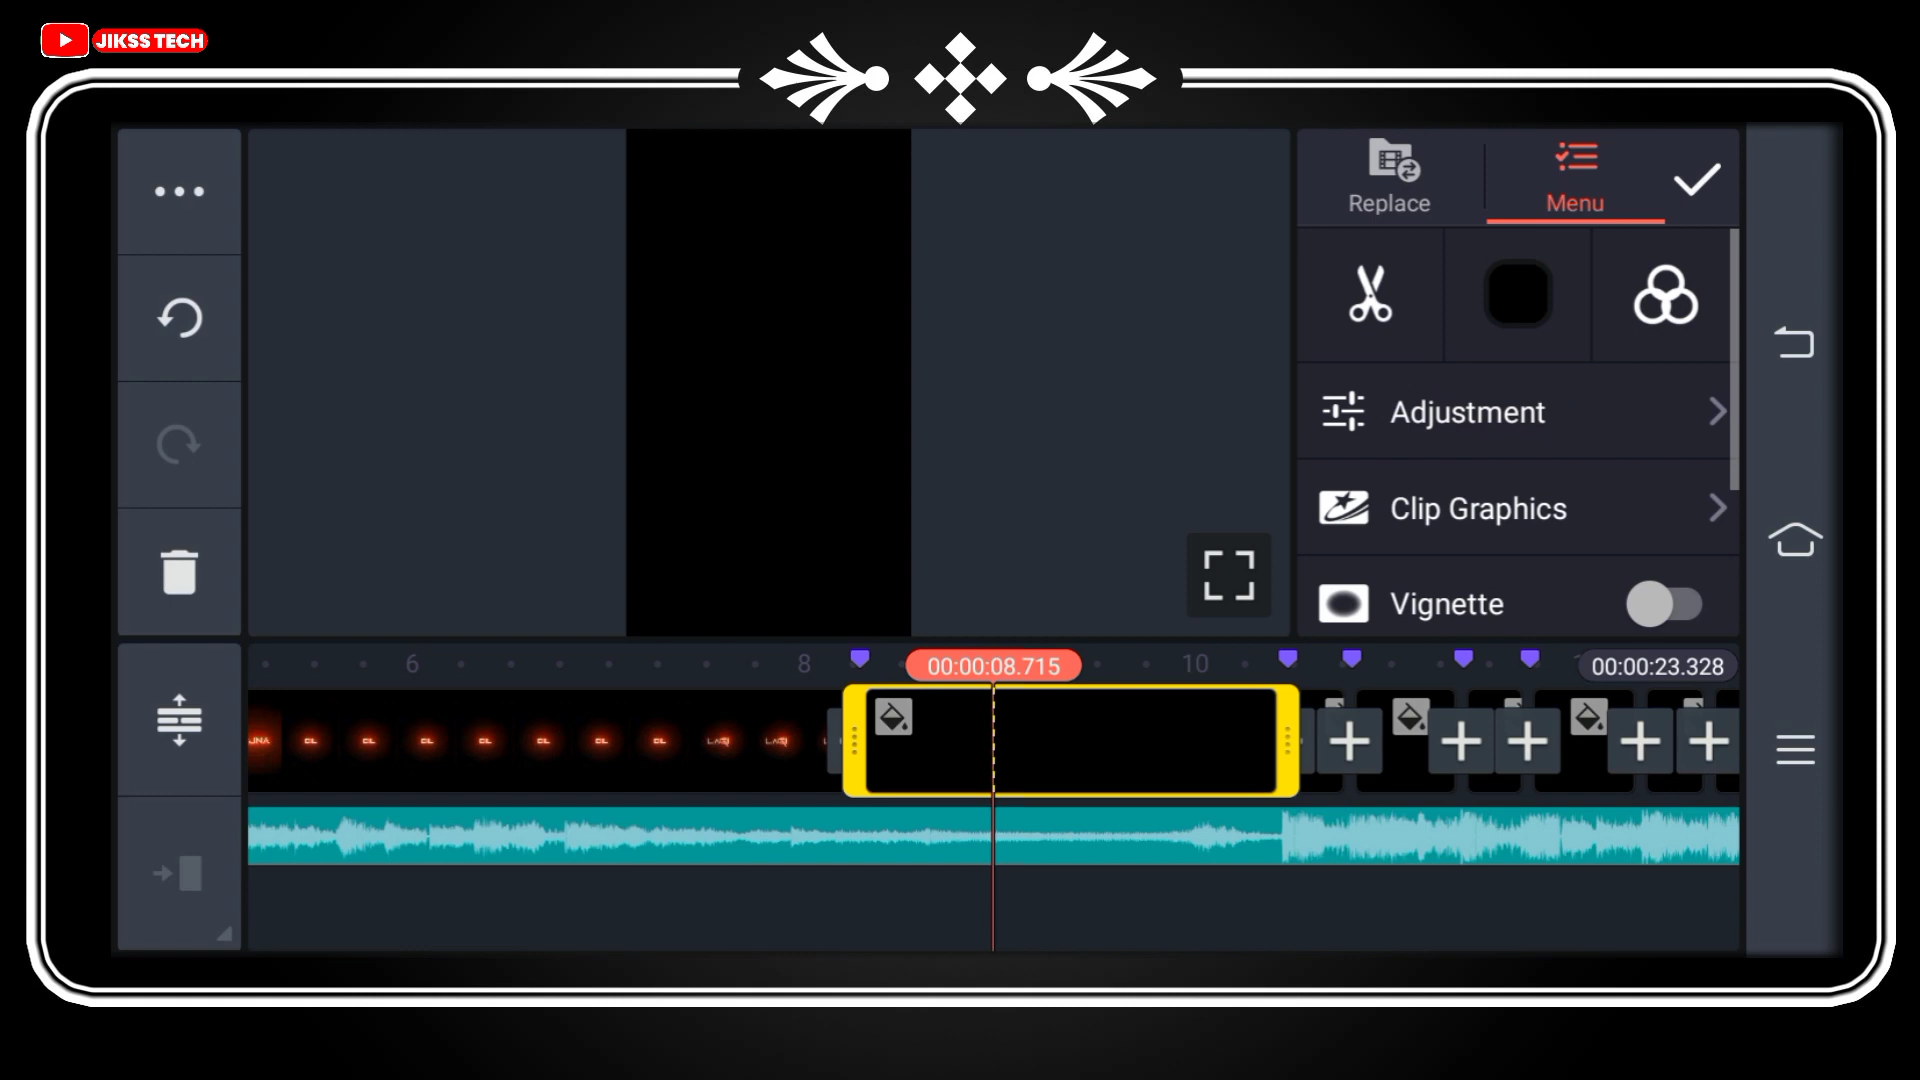 JIKSS TECH
Replace
Menu
Adjustment
Clip Graphics
Vignette
6
8
00:00:08.715
10
00:00:23.328